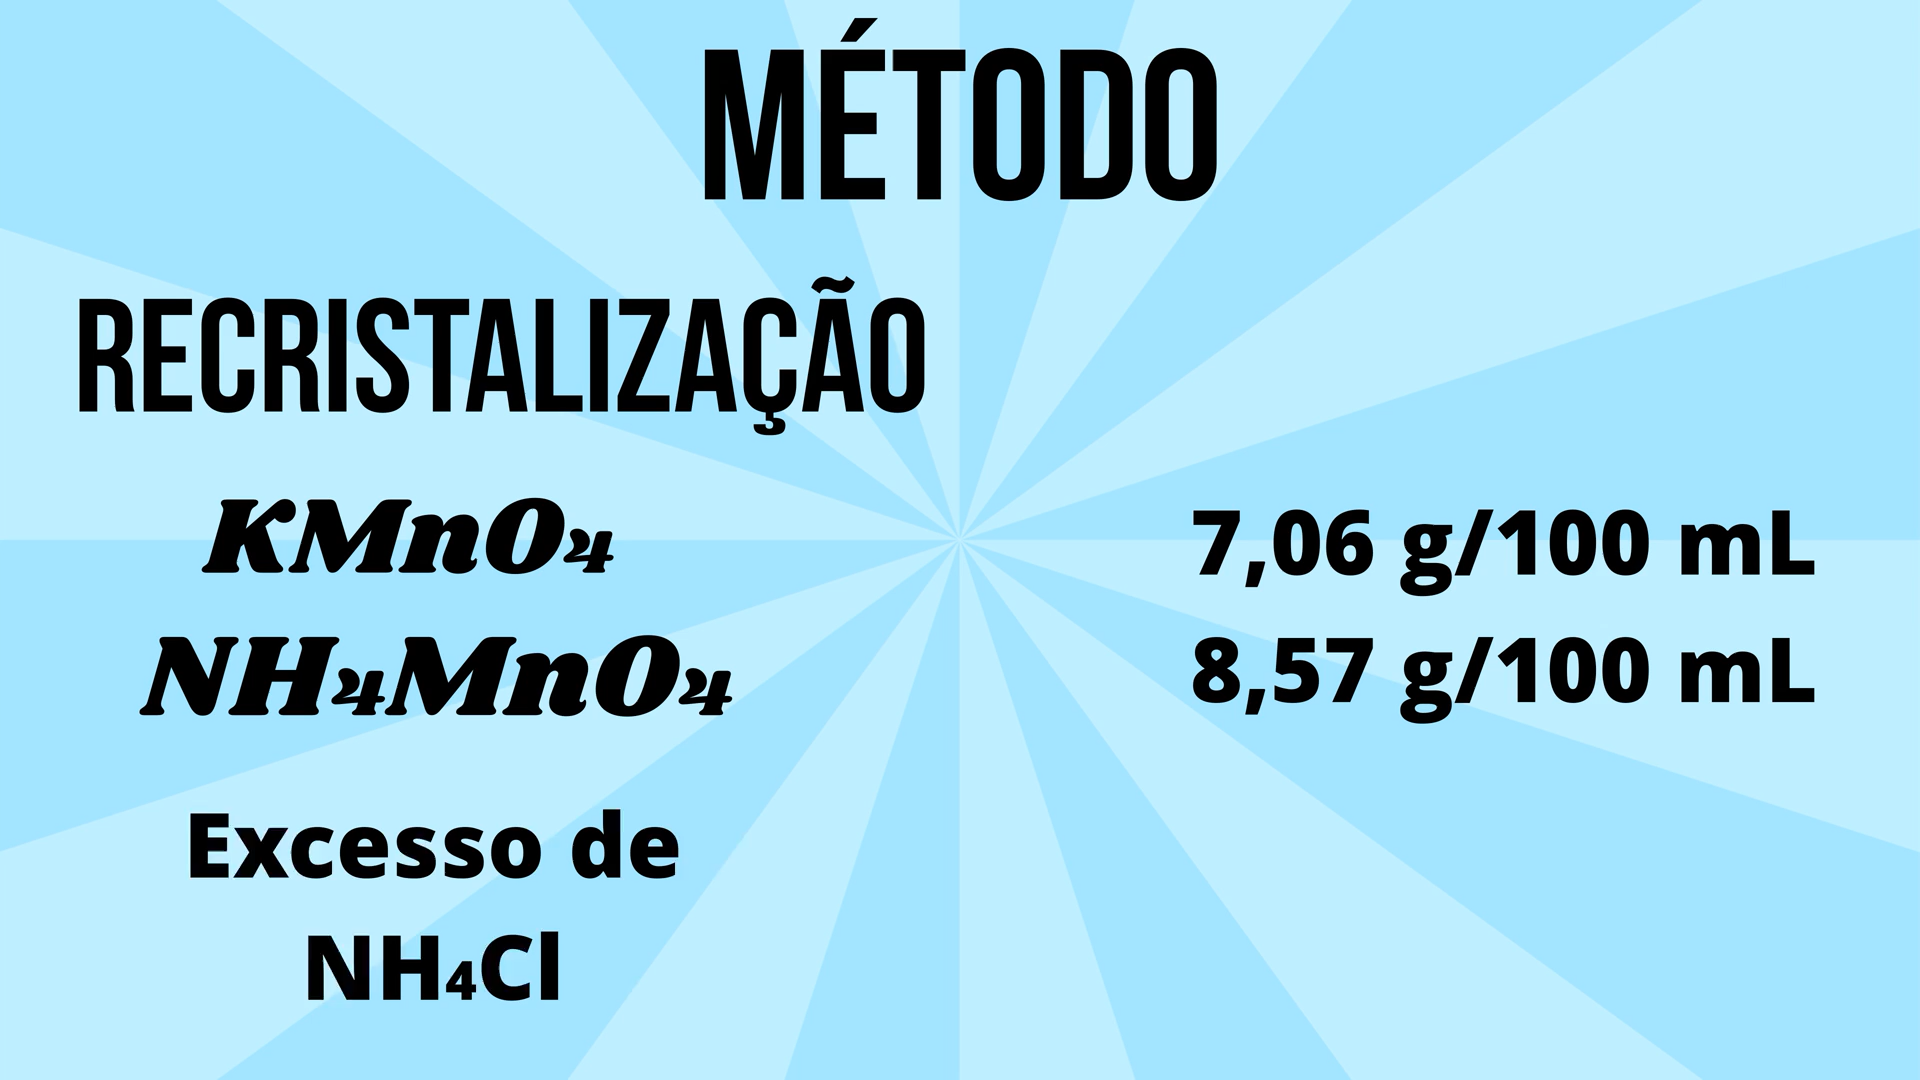 MÉTODO
RECRISTALIZAÇÃO
KMnO₄ 7,06 g/100 mL
NH₄MnO₄ 8,57 g/100 mL
Excesso de
NH₄Cl